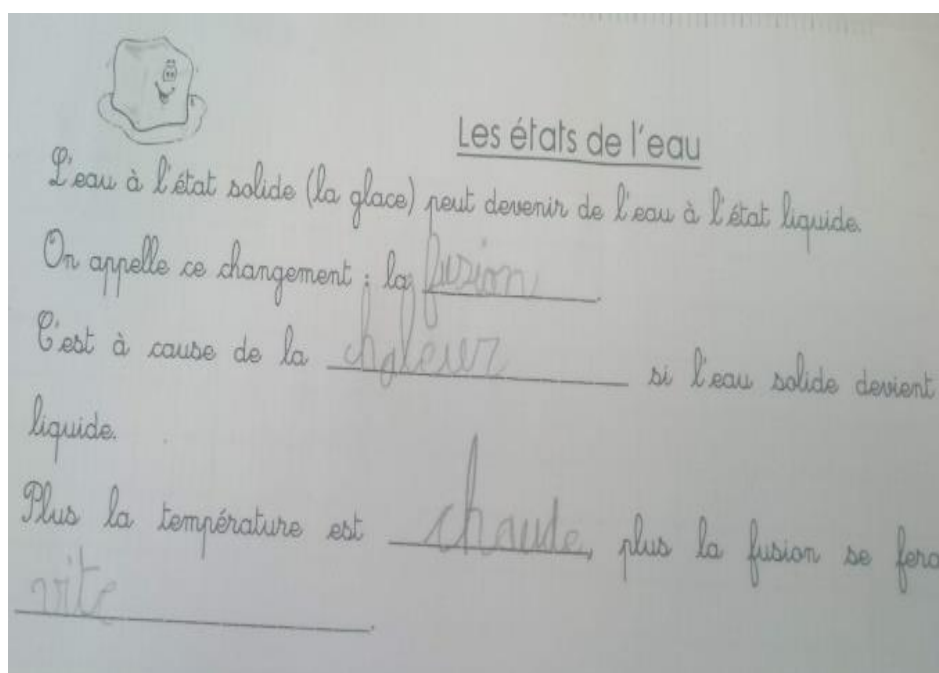 Les états de l'eau
L'eau à l'état solide (la glace) peut devenir de l'eau à l'état liquide.
On appelle ce changement : la fusion.
C'est à cause de la chaleur si l'eau solide devient
liquide.
Plus la température est chaude, plus la fusion se fera
vite.